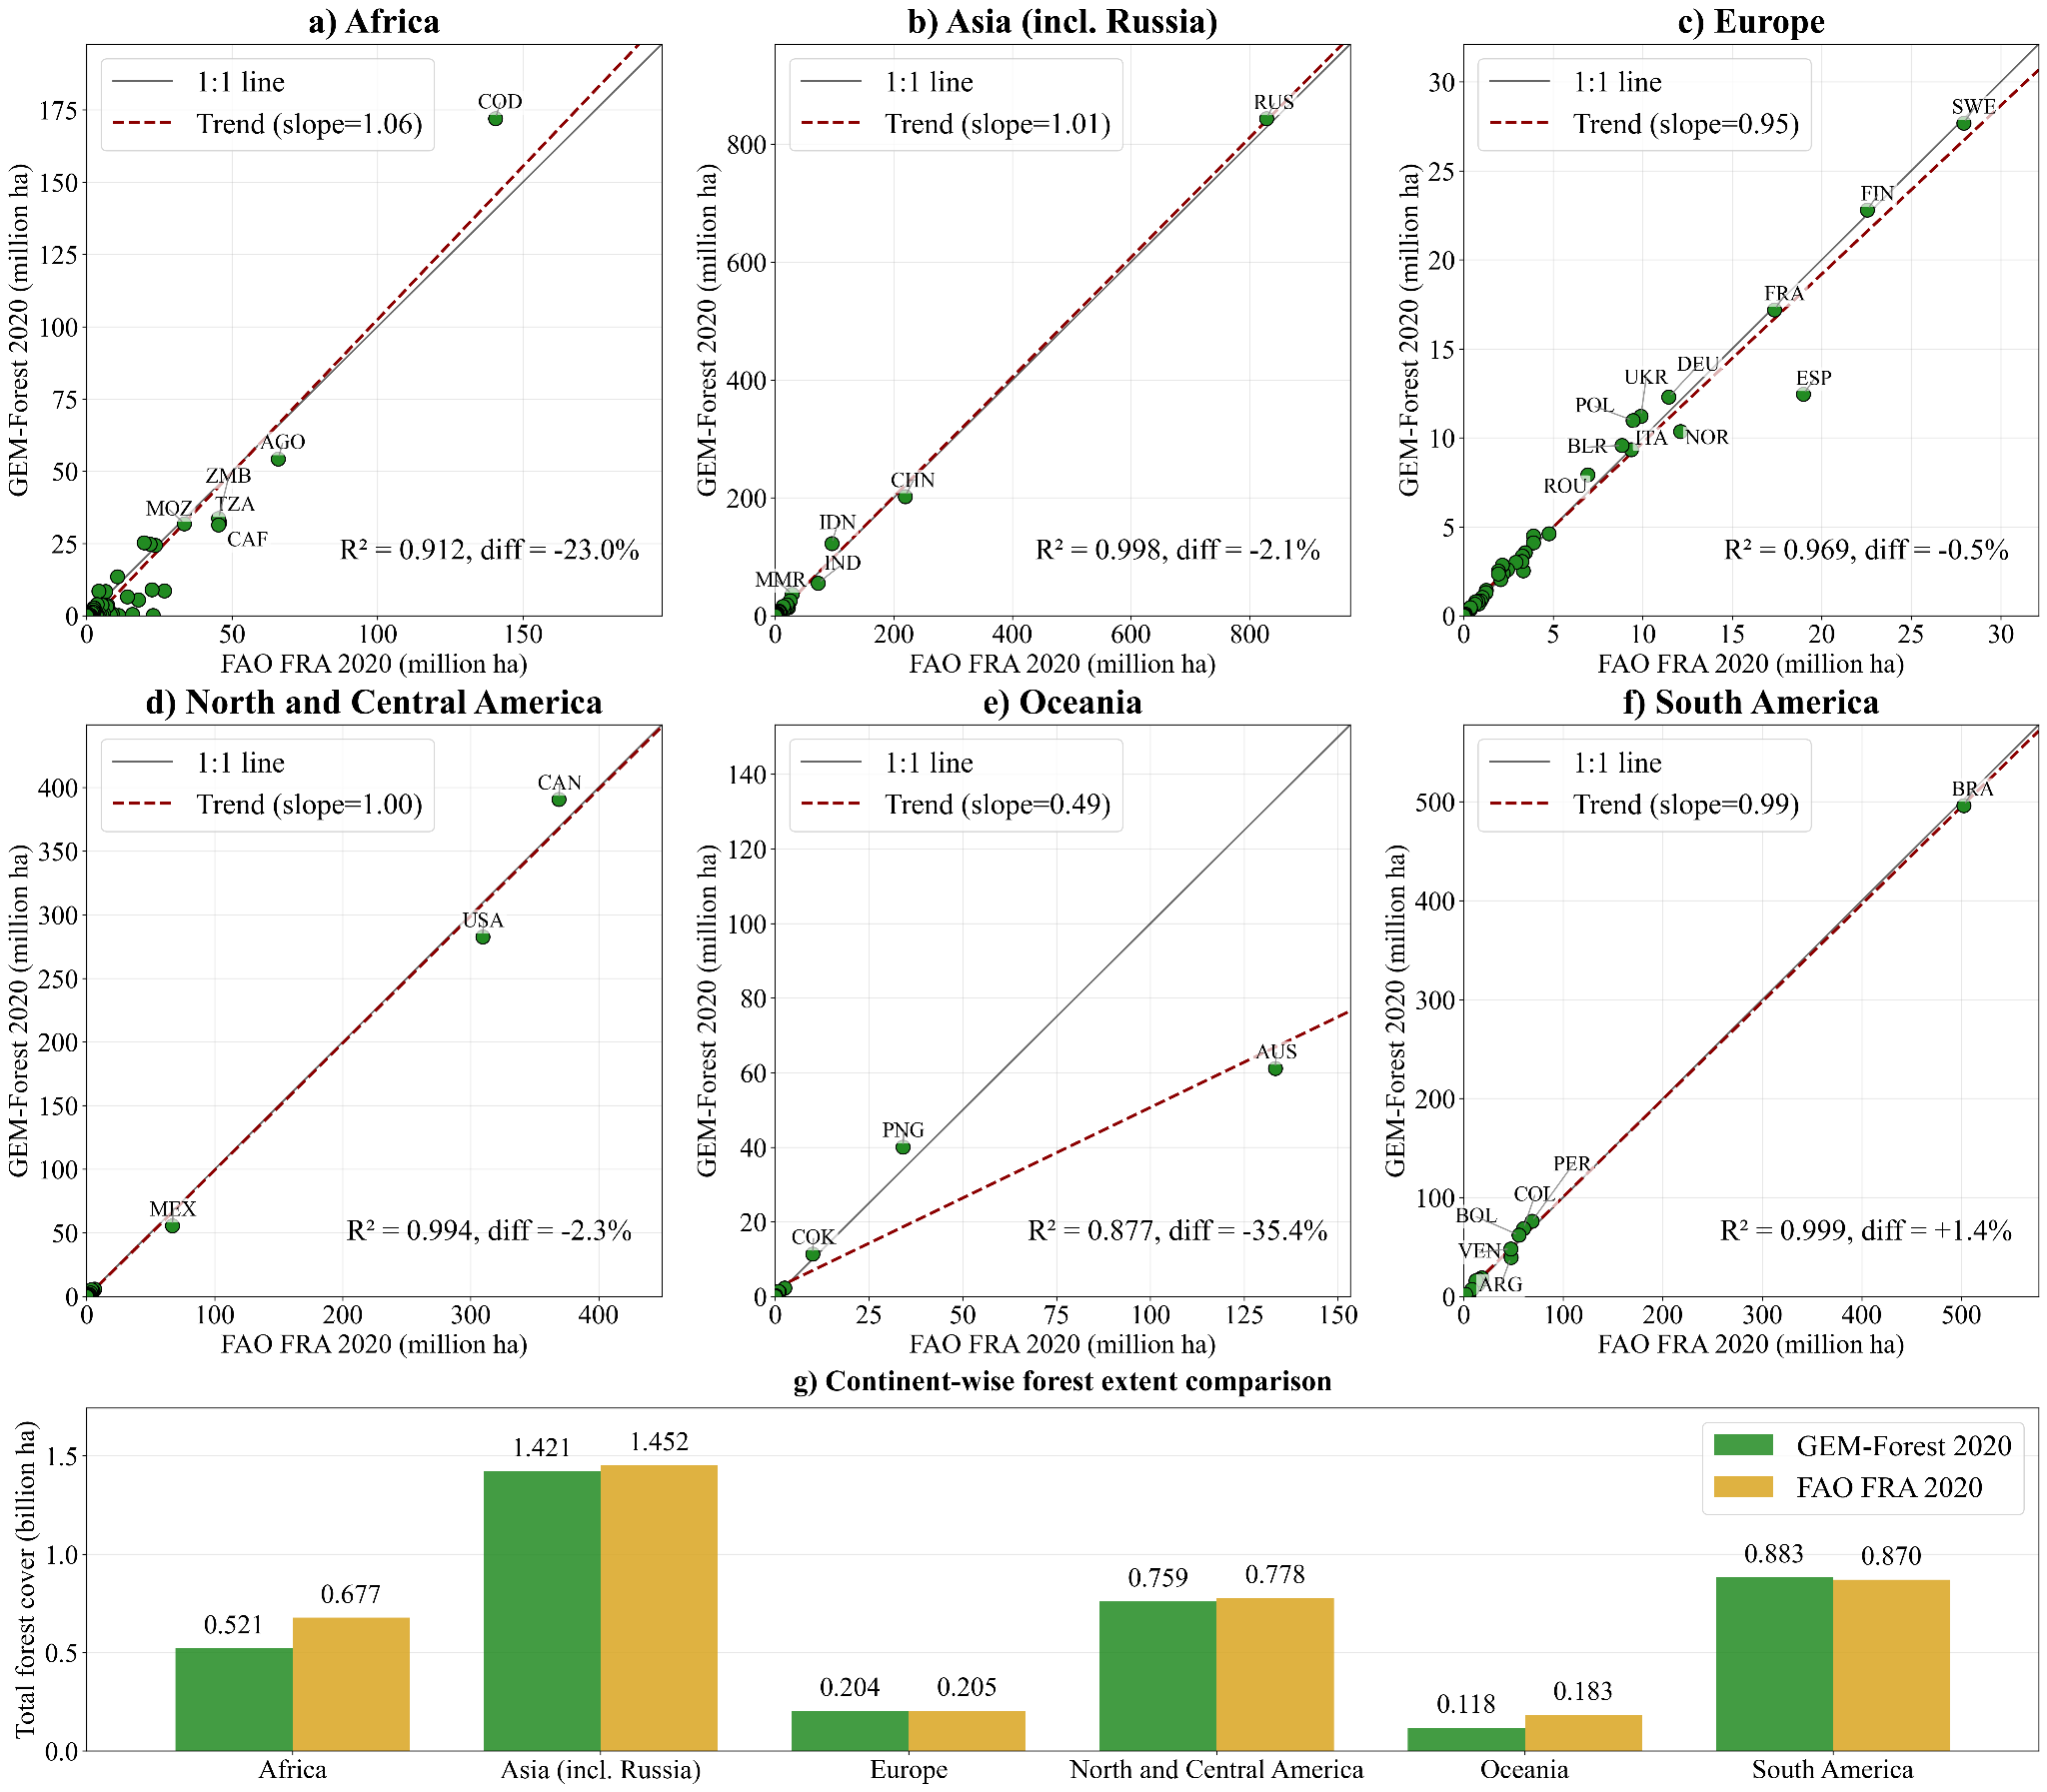 a) Africa
1:1 line
Trend (slope=1.06)
COD
AGO
ZMB
MOZ
TZA
CAF
R² = 0.912, diff = -23.0%
GEM-Forest 2020 (million ha)
175
150
125
100
75
50
25
0
0 50 100 150
FAO FRA 2020 (million ha)
b) Asia (incl. Russia)
1:1 line
Trend (slope=1.01)
RUS
CHN
IDN
IND
MMR
R² = 0.998, diff = -2.1%
GEM-Forest 2020 (million ha)
800
600
400
200
0
0 200 400 600 800
FAO FRA 2020 (million ha)
c) Europe
1:1 line
Trend (slope=0.95)
SWE
FIN
FRA
DEU
UKR
ESP
POL
BLR
ITA
NOR
ROU
R² = 0.969, diff = -0.5%
GEM-Forest 2020 (million ha)
30
25
20
15
10
5
0
0 5 10 15 20 25 30
FAO FRA 2020 (million ha)
d) North and Central America
1:1 line
Trend (slope=1.00)
CAN
USA
MEX
R² = 0.994, diff = -2.3%
GEM-Forest 2020 (million ha)
400
350
300
250
200
150
100
50
0
0 100 200 300 400
FAO FRA 2020 (million ha)
e) Oceania
1:1 line
Trend (slope=0.49)
AUS
PNG
COK
R² = 0.877, diff = -35.4%
GEM-Forest 2020 (million ha)
140
120
100
80
60
40
20
0
0 25 50 75 100 125 150
FAO FRA 2020 (million ha)
f) South America
1:1 line
Trend (slope=0.99)
BRA
PER
COL
BOL
VEN
ARG
R² = 0.999, diff = +1.4%
GEM-Forest 2020 (million ha)
500
400
300
200
100
0
0 100 200 300 400 500
FAO FRA 2020 (million ha)
g) Continent-wise forest extent comparison
GEM-Forest 2020
FAO FRA 2020
Total forest cover (billion ha)
1.5
1.0
0.5
0.0
0.521 0.677
1.421 1.452
0.204 0.205
0.759 0.778
0.118 0.183
0.883 0.870
Africa Asia (incl. Russia) Europe North and Central America Oceania South America